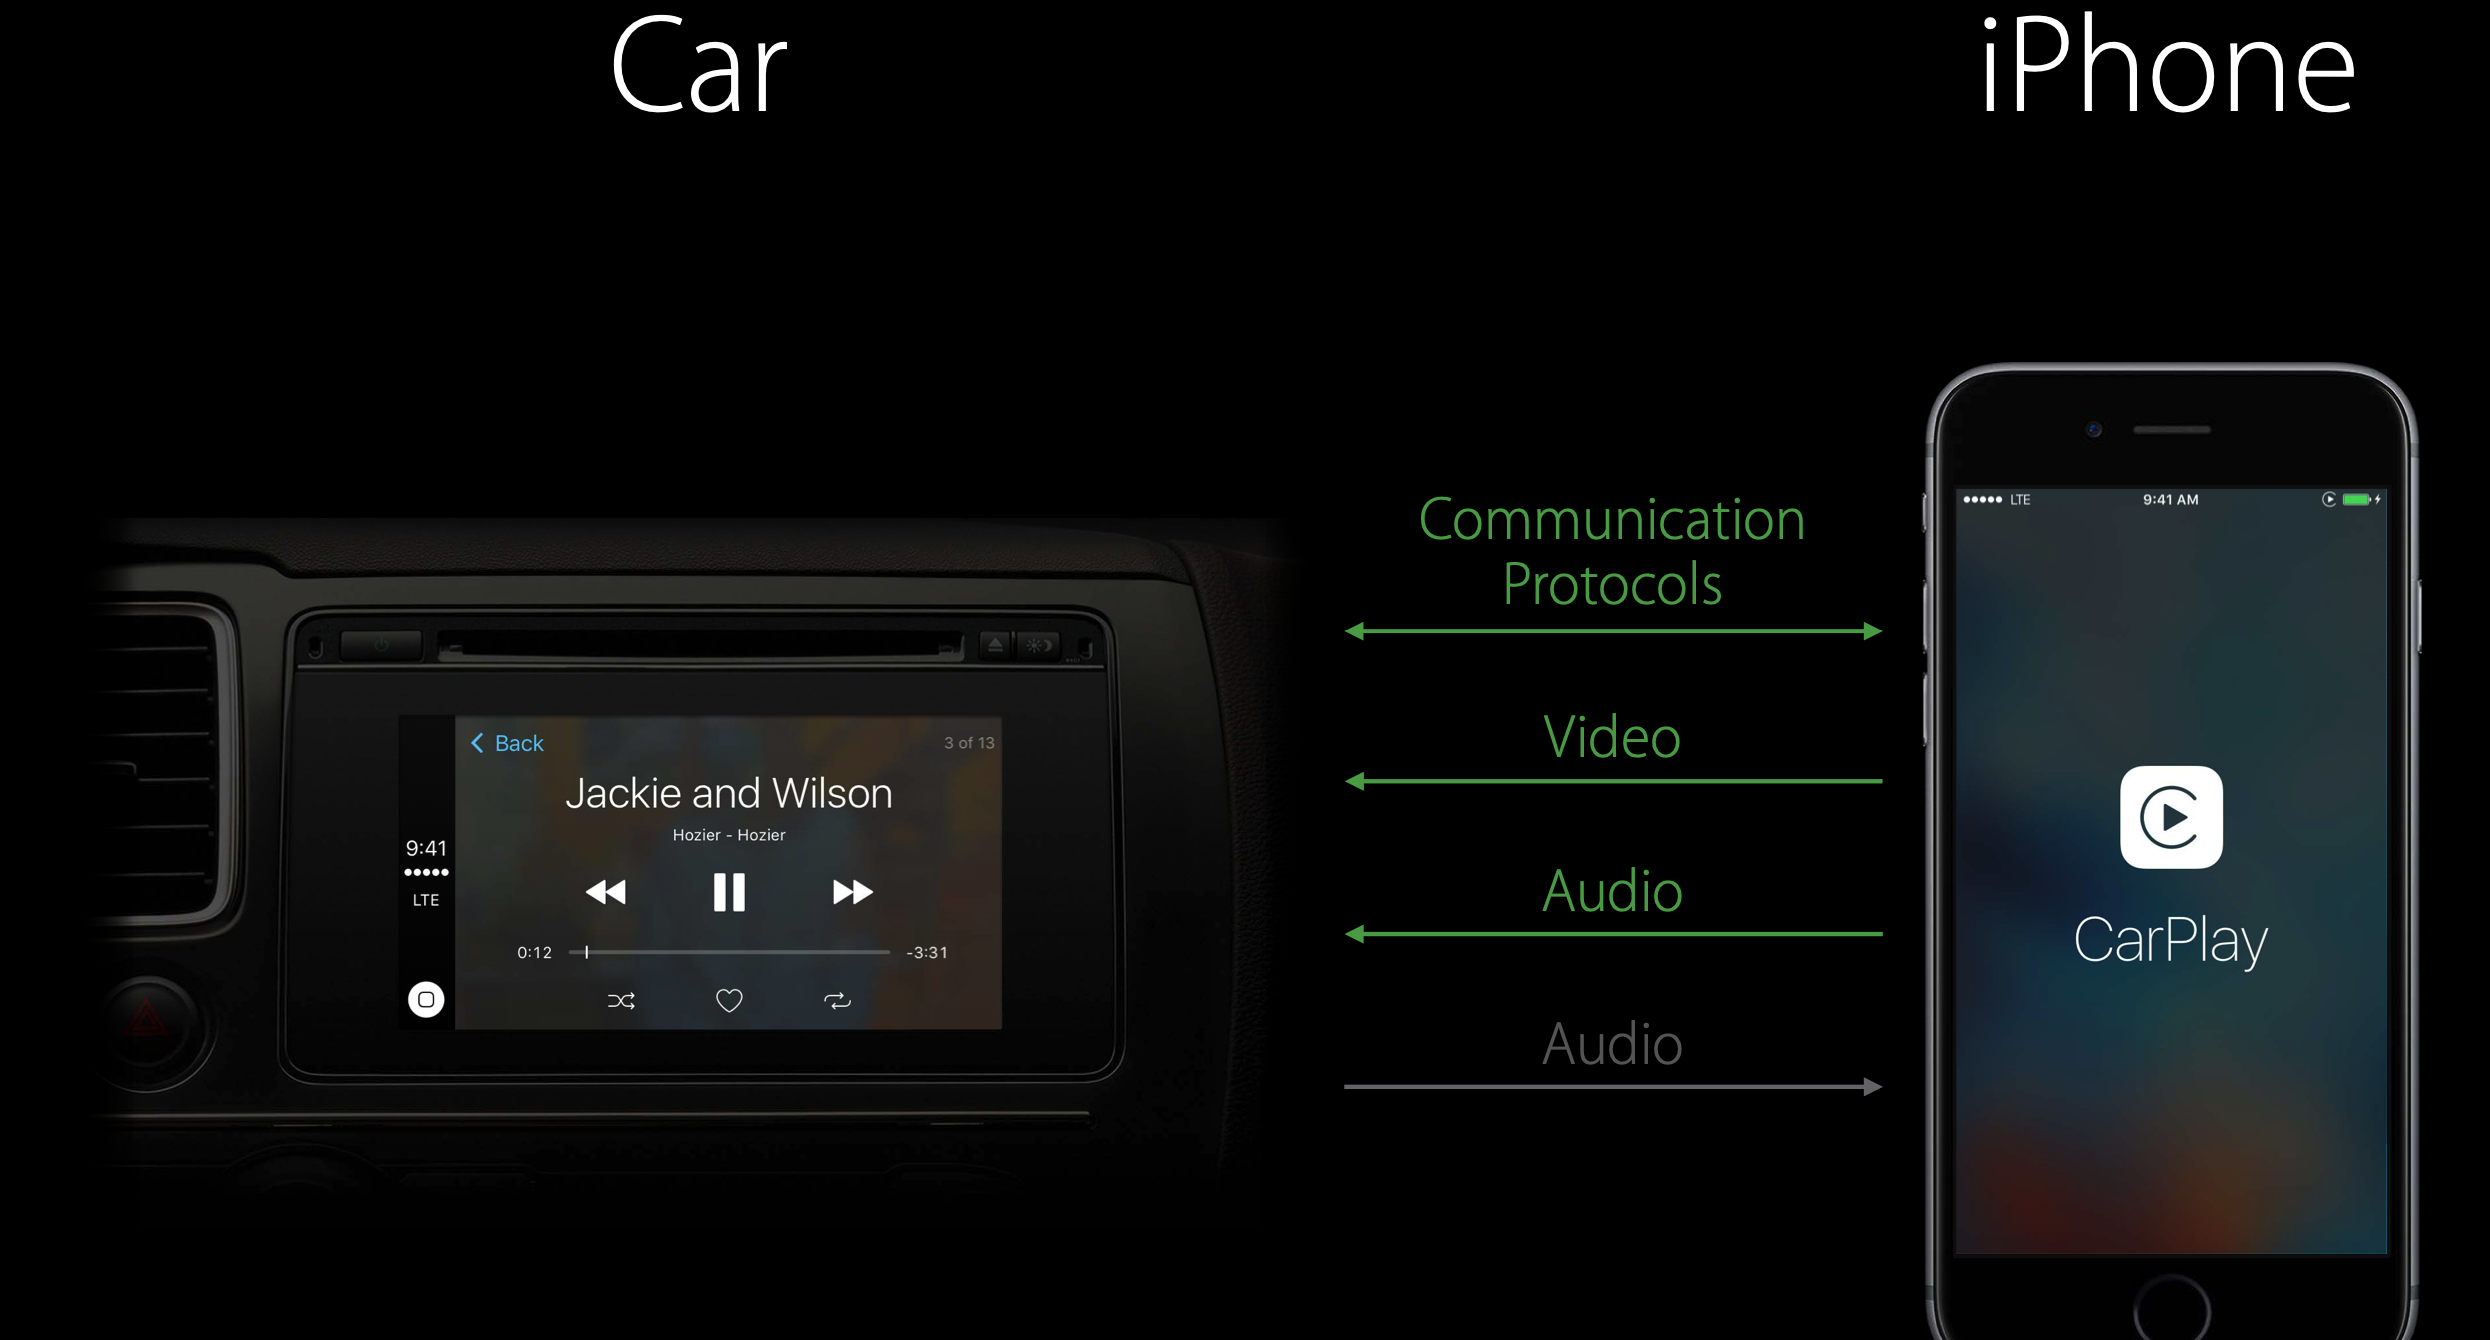 Car
iPhone
Communication
Protocols
Video
Audio
Audio
Back
3 of 13
Jackie and Wilson
Hozier - Hozier
9:41
LTE
0:12
-3:31
LTE
9:41 AM
CarPlay